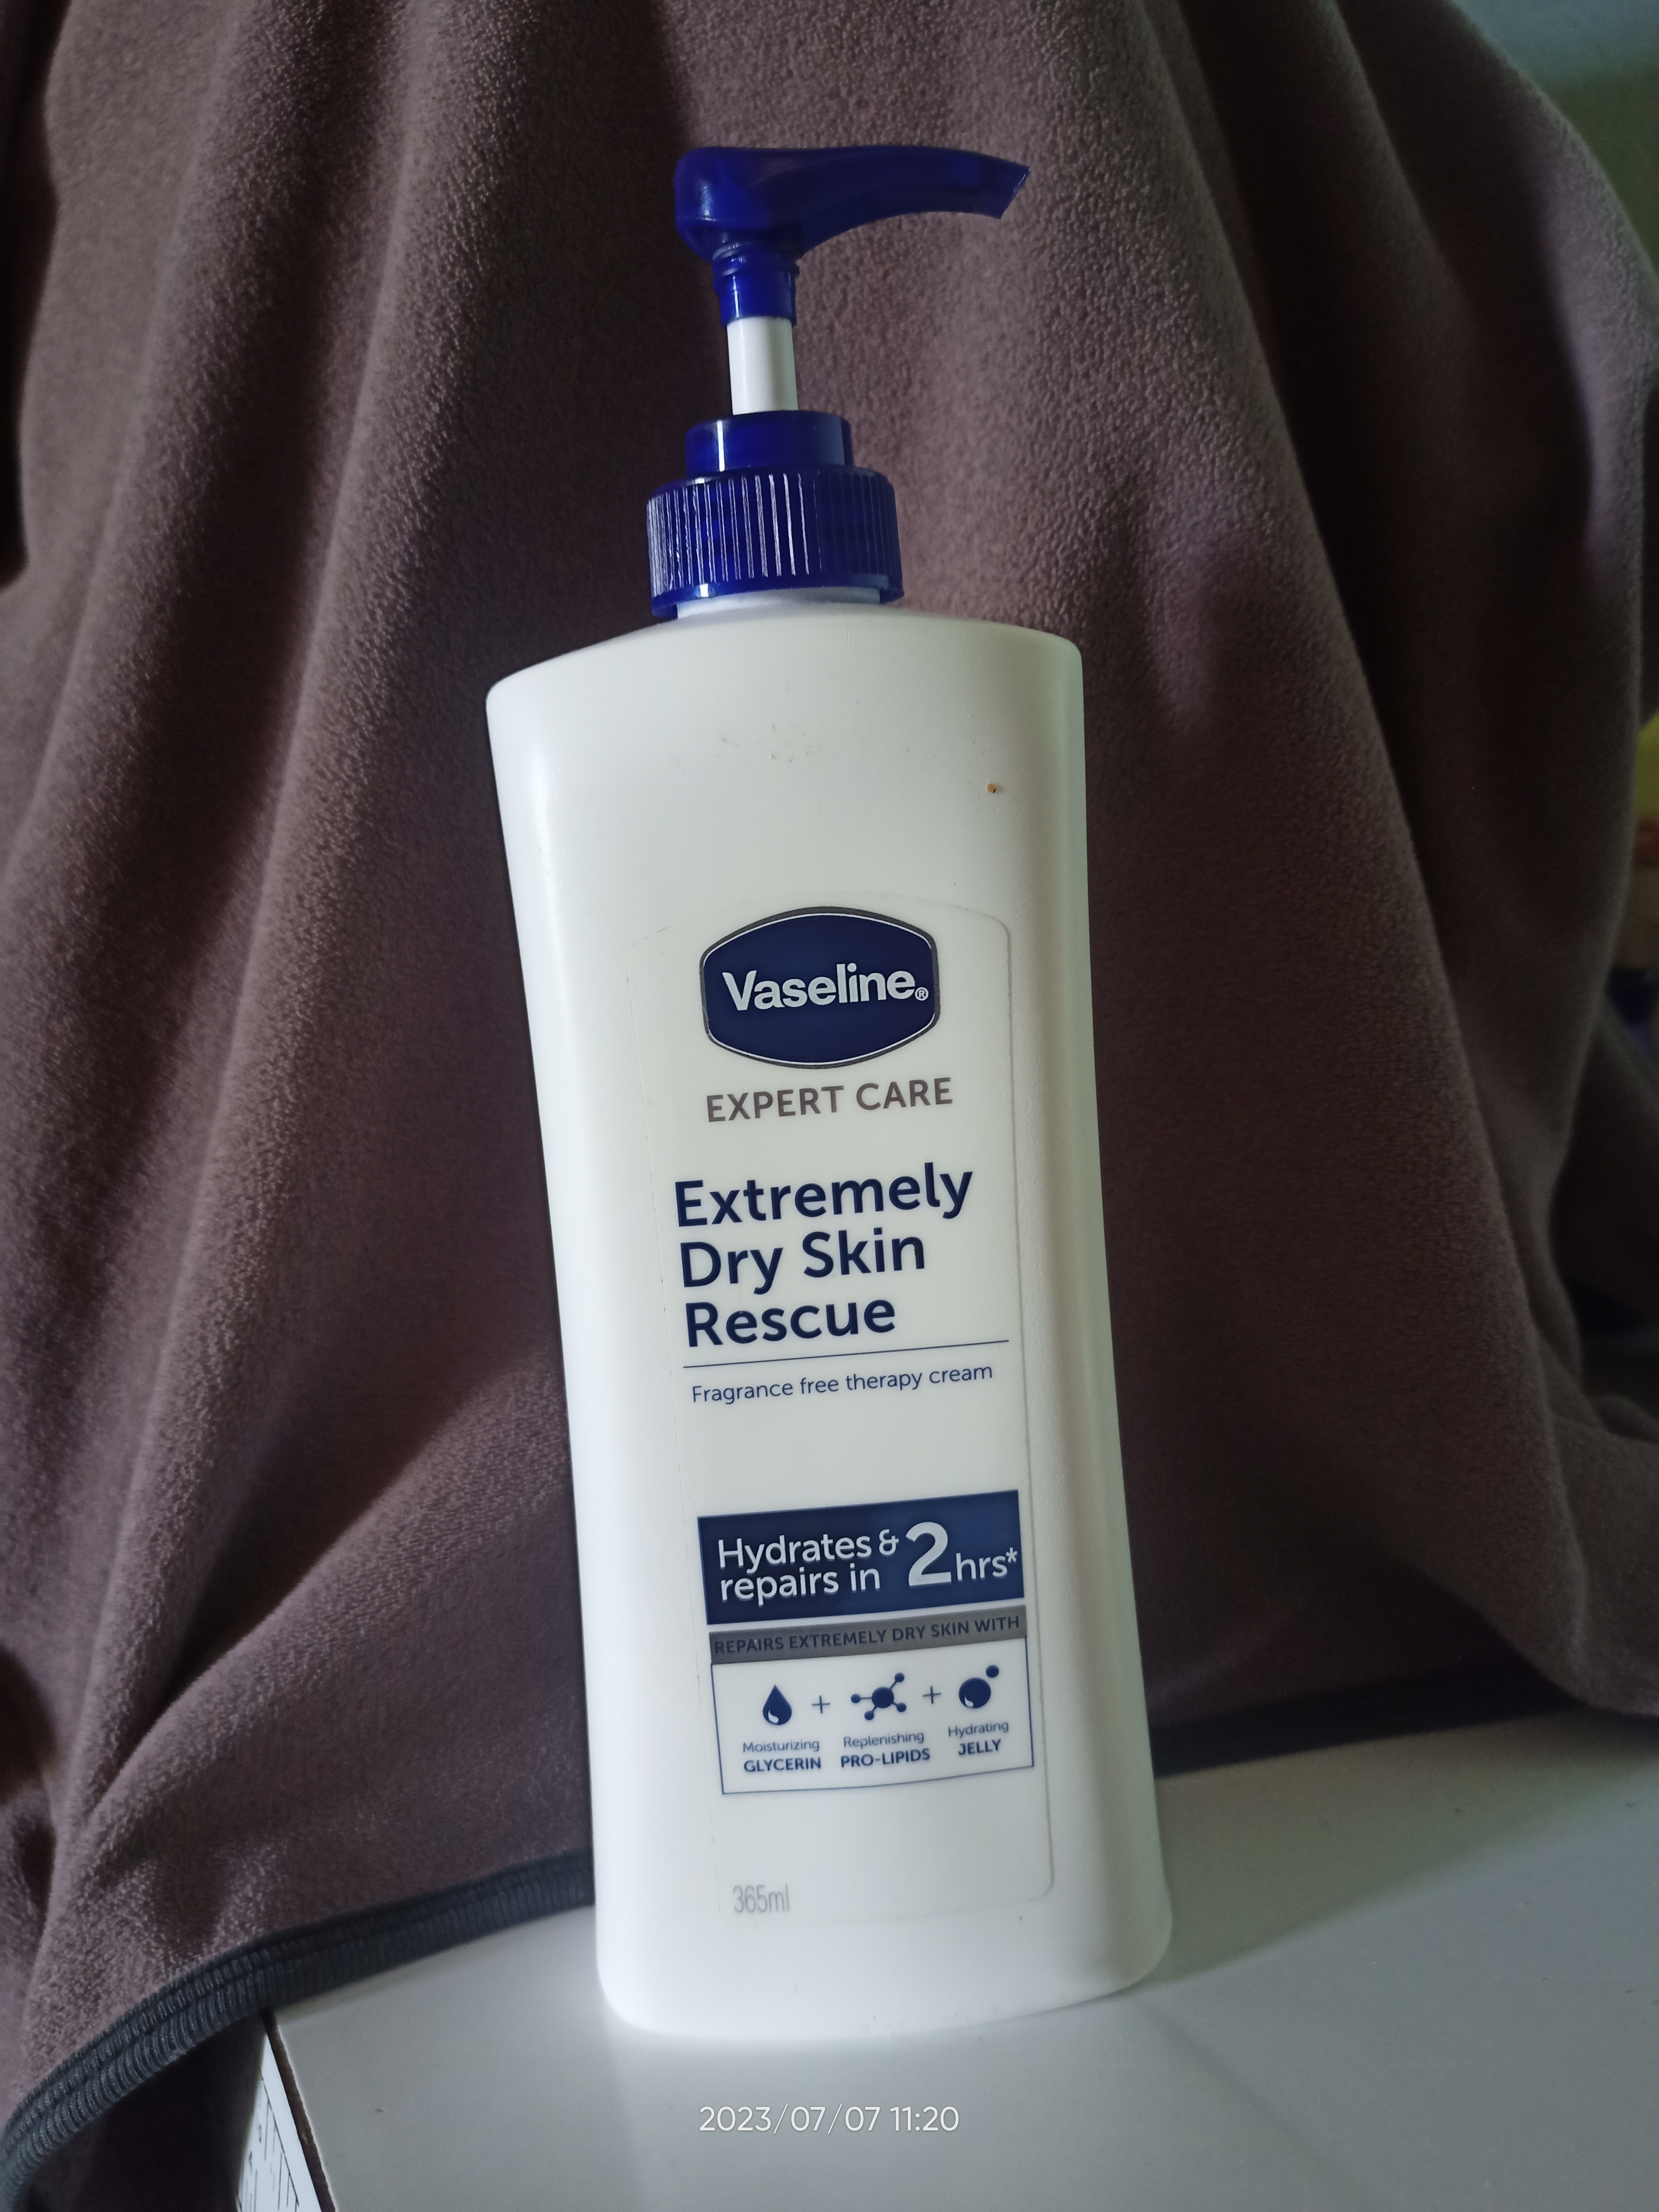 Vaseline®
EXPERT CARE
Extremely
Dry Skin
Rescue
Fragrance free therapy cream
Hydrates &
repairs in 2hrs*
REPAIRS EXTREMELY DRY SKIN WITH
Moisturizing
GLYCERIN
+
Replenishing
PRO-LIPIDS
+
Hydrating
JELLY
365ml
2023/07/07 11:20